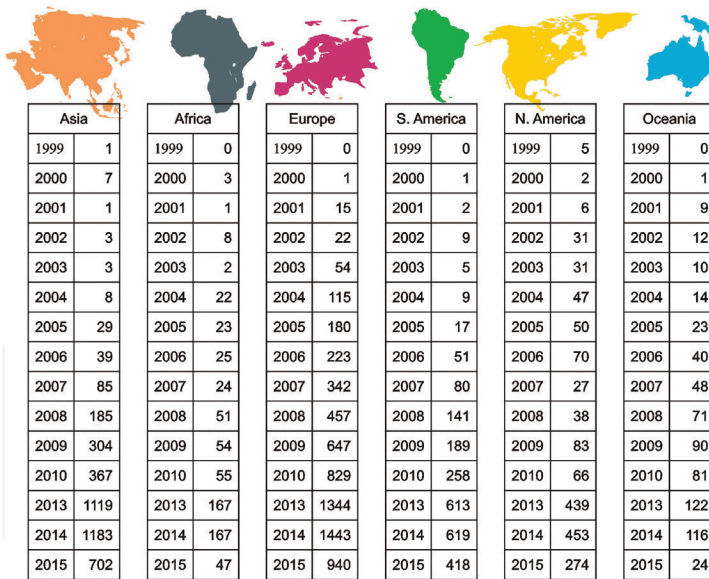 Asia Africa Europe S. America N. America Oceania
1999 1 1999 0 1999 0 1999 0 1999 5 1999 0
2000 7 2000 3 2000 1 2000 1 2000 2 2000 1
2001 1 2001 1 2001 15 2001 2 2001 6 2001 9
2002 3 2002 8 2002 22 2002 9 2002 31 2002 12
2003 3 2003 2 2003 54 2003 5 2003 31 2003 10
2004 8 2004 22 2004 115 2004 9 2004 47 2004 14
2005 29 2005 23 2005 180 2005 17 2005 50 2005 23
2006 39 2006 25 2006 223 2006 51 2006 70 2006 40
2007 85 2007 24 2007 342 2007 80 2007 27 2007 48
2008 185 2008 51 2008 457 2008 141 2008 38 2008 71
2009 304 2009 54 2009 647 2009 189 2009 83 2009 90
2010 367 2010 55 2010 829 2010 258 2010 66 2010 81
2013 1119 2013 167 2013 1344 2013 613 2013 439 2013 122
2014 1183 2014 167 2014 1443 2014 619 2014 453 2014 116
2015 702 2015 47 2015 940 2015 418 2015 274 2015 24